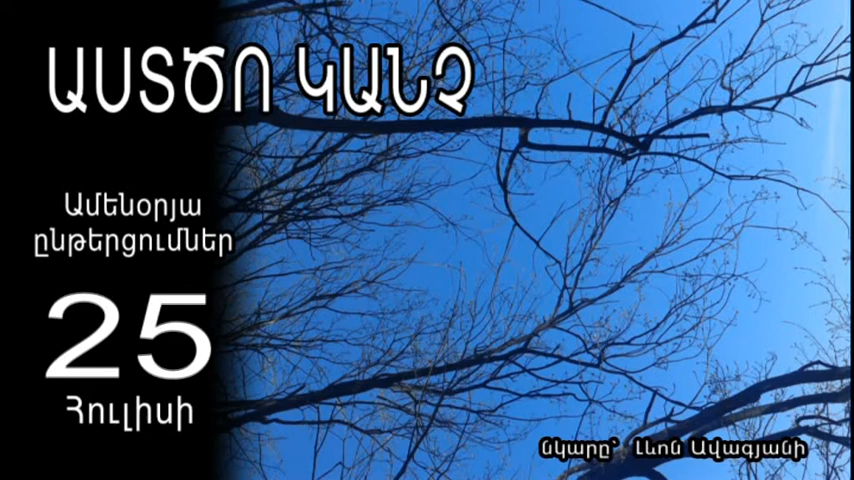 ԱՍՏԾՈ ԿԱՆՉ
Ամենօրյա
ընթերցումներ
25
Հուլիսի
նկարը՝ Լևոն Ավագյանի